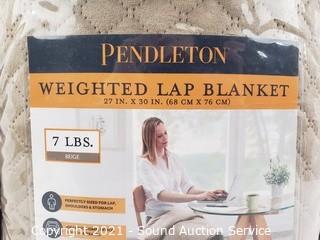 PENDLETON
WEIGHTED LAP BLANKET
27 IN. X 30 IN. (68 CM X 76 CM)
7 LBS.
BEIGE
PERFECTLY SIZED FOR LAP,
SHOULDERS & STOMACH
Copyright 2021 - Sound Auction Service